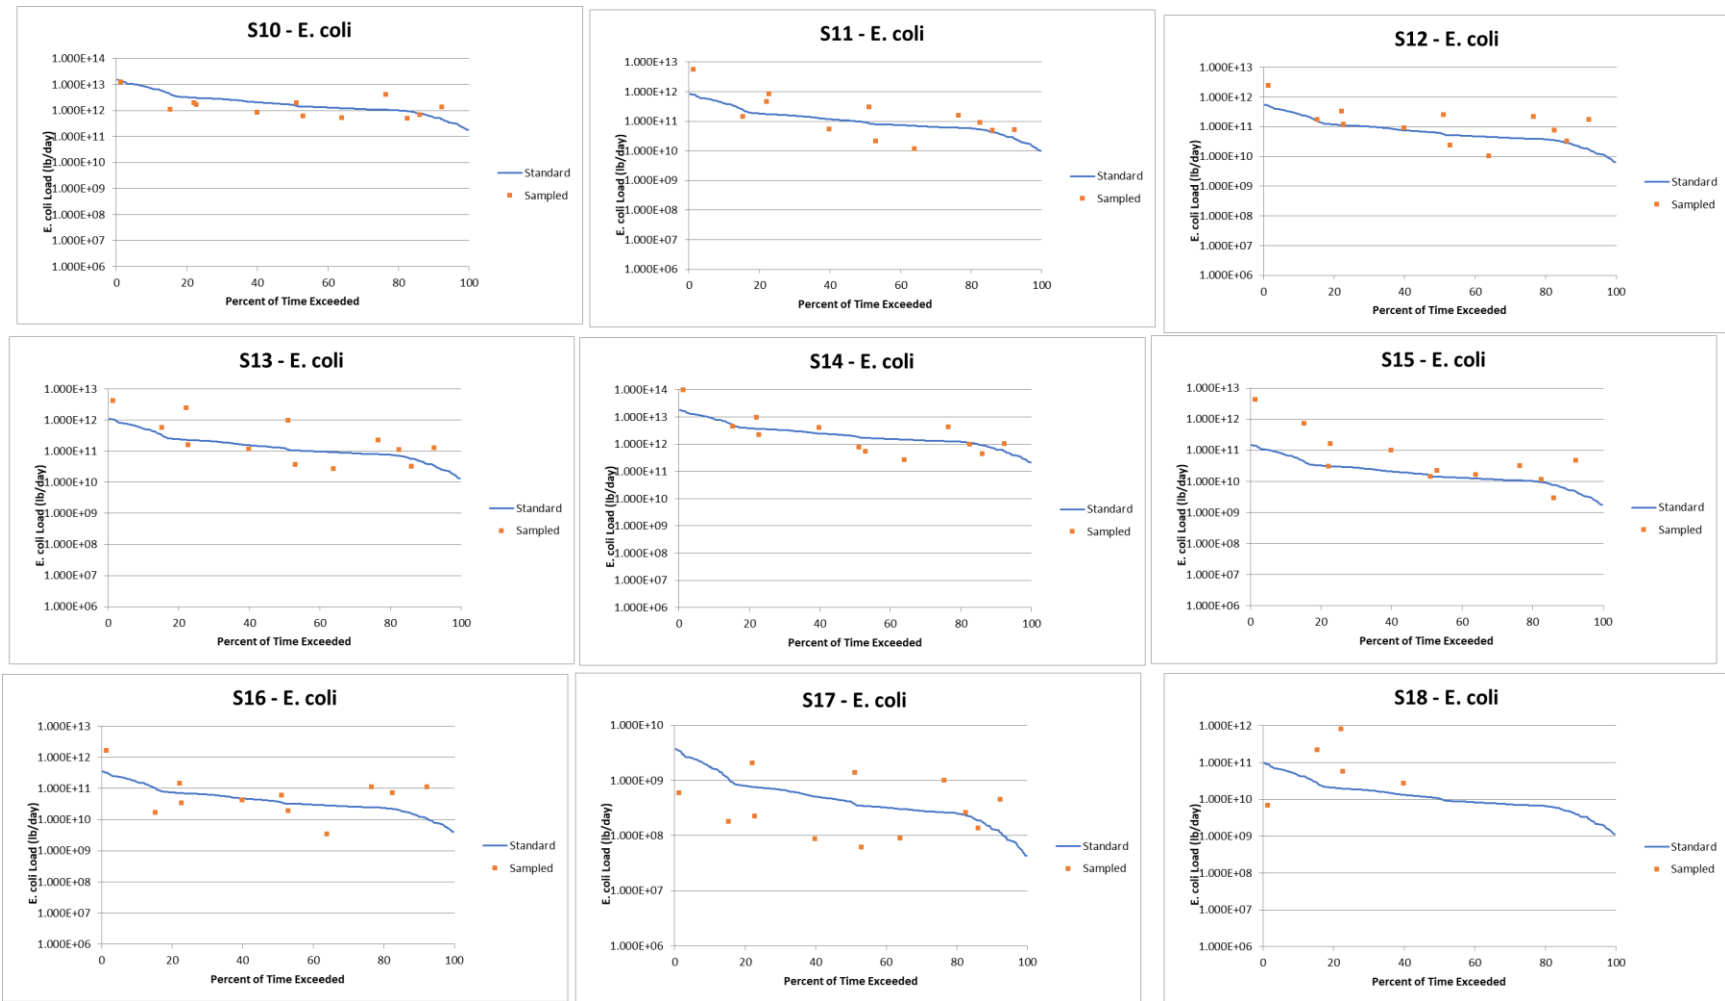 S10 - E. coli
1.000E+14
1.000E+13
1.000E+12
1.000E+11
1.000E+10
1.000E+09
1.000E+08
1.000E+07
1.000E+06
E. coli Load (lb/day)
0 20 40 60 80 100
Percent of Time Exceeded
Standard
Sampled
S11 - E. coli
1.000E+13
1.000E+12
1.000E+11
1.000E+10
1.000E+09
1.000E+08
1.000E+07
1.000E+06
E. coli Load (lb/day)
0 20 40 60 80 100
Percent of Time Exceeded
Standard
Sampled
S12 - E. coli
1.000E+13
1.000E+12
1.000E+11
1.000E+10
1.000E+09
1.000E+08
1.000E+07
1.000E+06
E. coli Load (lb/day)
0 20 40 60 80 100
Percent of Time Exceeded
Standard
Sampled
S13 - E. coli
1.000E+13
1.000E+12
1.000E+11
1.000E+10
1.000E+09
1.000E+08
1.000E+07
1.000E+06
E. coli Load (lb/day)
0 20 40 60 80 100
Percent of Time Exceeded
Standard
Sampled
S14 - E. coli
1.000E+14
1.000E+13
1.000E+12
1.000E+11
1.000E+10
1.000E+09
1.000E+08
1.000E+07
1.000E+06
E. coli Load (lb/day)
0 20 40 60 80 100
Percent of Time Exceeded
Standard
Sampled
S15 - E. coli
1.000E+13
1.000E+12
1.000E+11
1.000E+10
1.000E+09
1.000E+08
1.000E+07
1.000E+06
E. coli Load (lb/day)
0 20 40 60 80 100
Percent of Time Exceeded
Standard
Sampled
S16 - E. coli
1.000E+13
1.000E+12
1.000E+11
1.000E+10
1.000E+09
1.000E+08
1.000E+07
1.000E+06
E. coli Load (lb/day)
0 20 40 60 80 100
Percent of Time Exceeded
Standard
Sampled
S17 - E. coli
1.000E+10
1.000E+09
1.000E+08
1.000E+07
1.000E+06
E. coli Load (lb/day)
0 20 40 60 80 100
Percent of Time Exceeded
Standard
Sampled
S18 - E. coli
1.000E+12
1.000E+11
1.000E+10
1.000E+09
1.000E+08
1.000E+07
1.000E+06
E. coli Load (lb/day)
0 20 40 60 80 100
Percent of Time Exceeded
Standard
Sampled